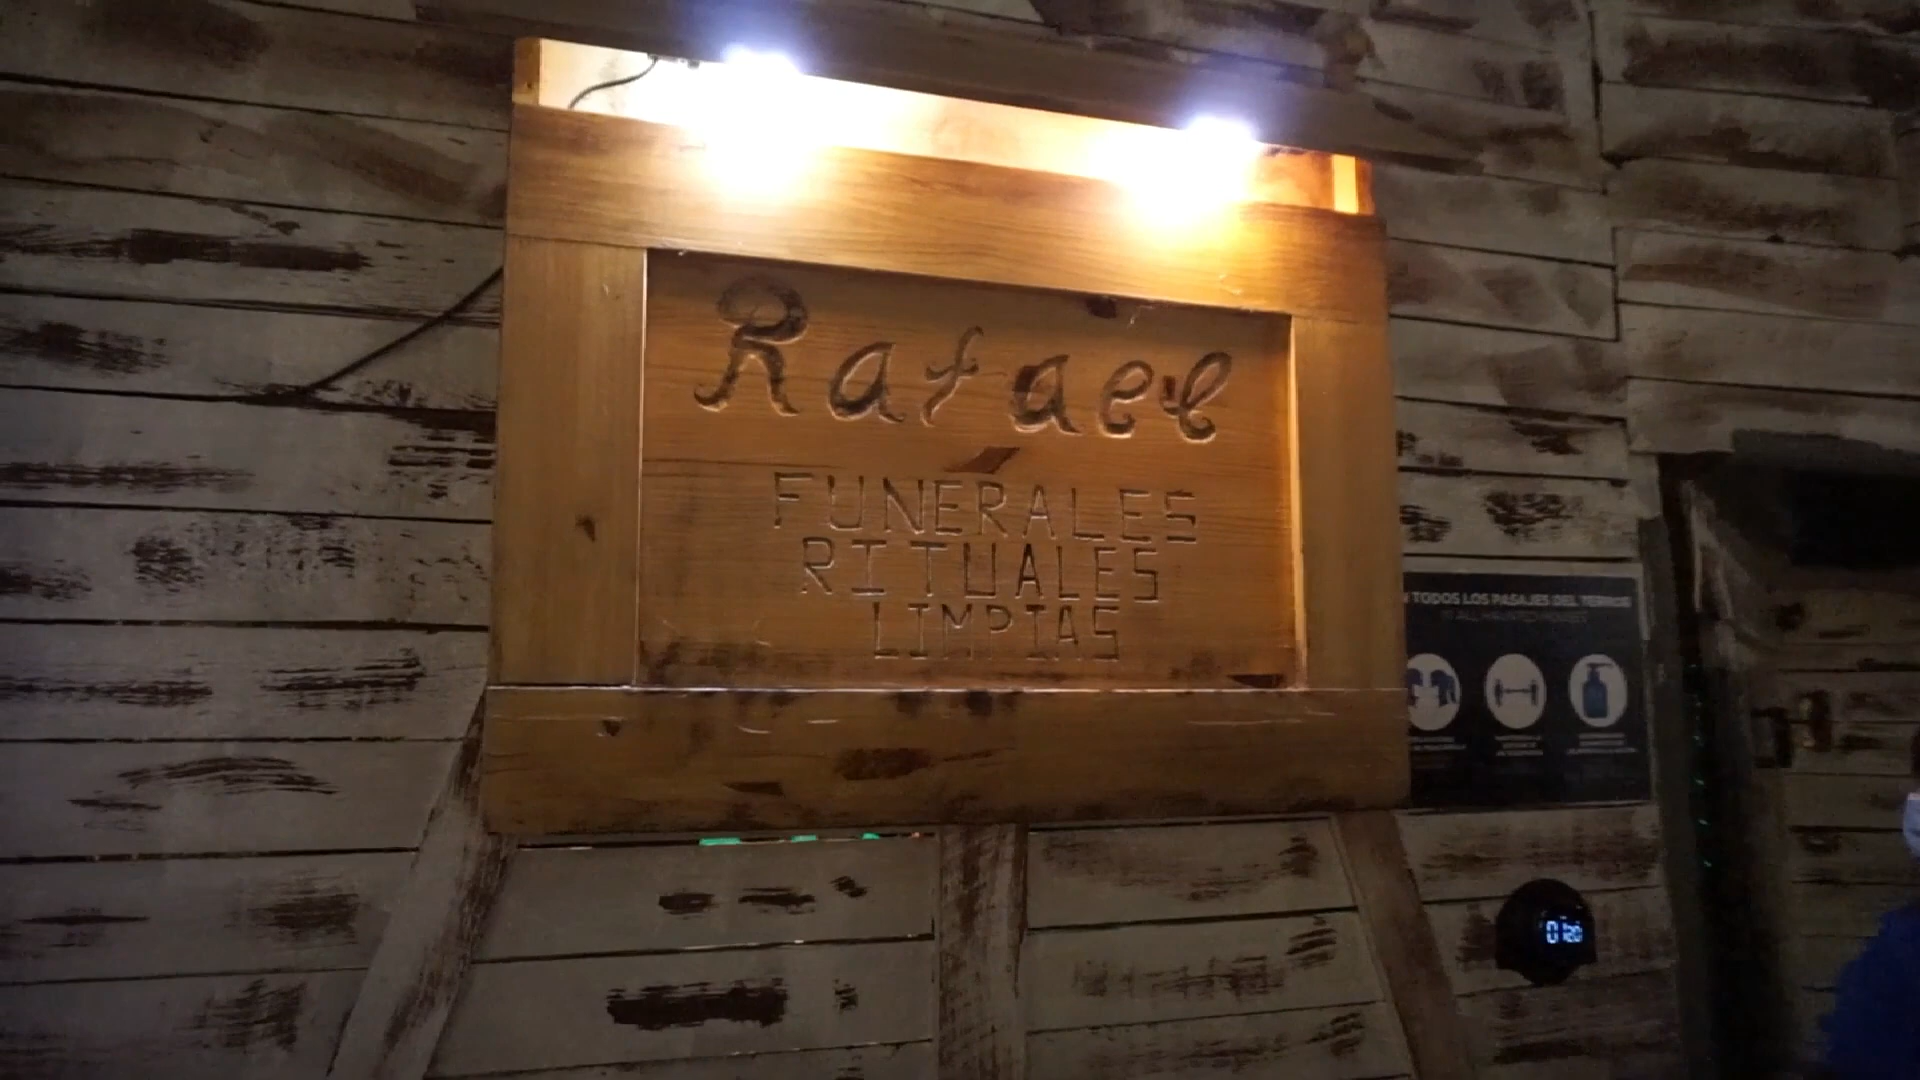 Rafael
FUNERALES
RITUALES
LIMPIAS
TODOS LOS PASAJES DEL TERROR